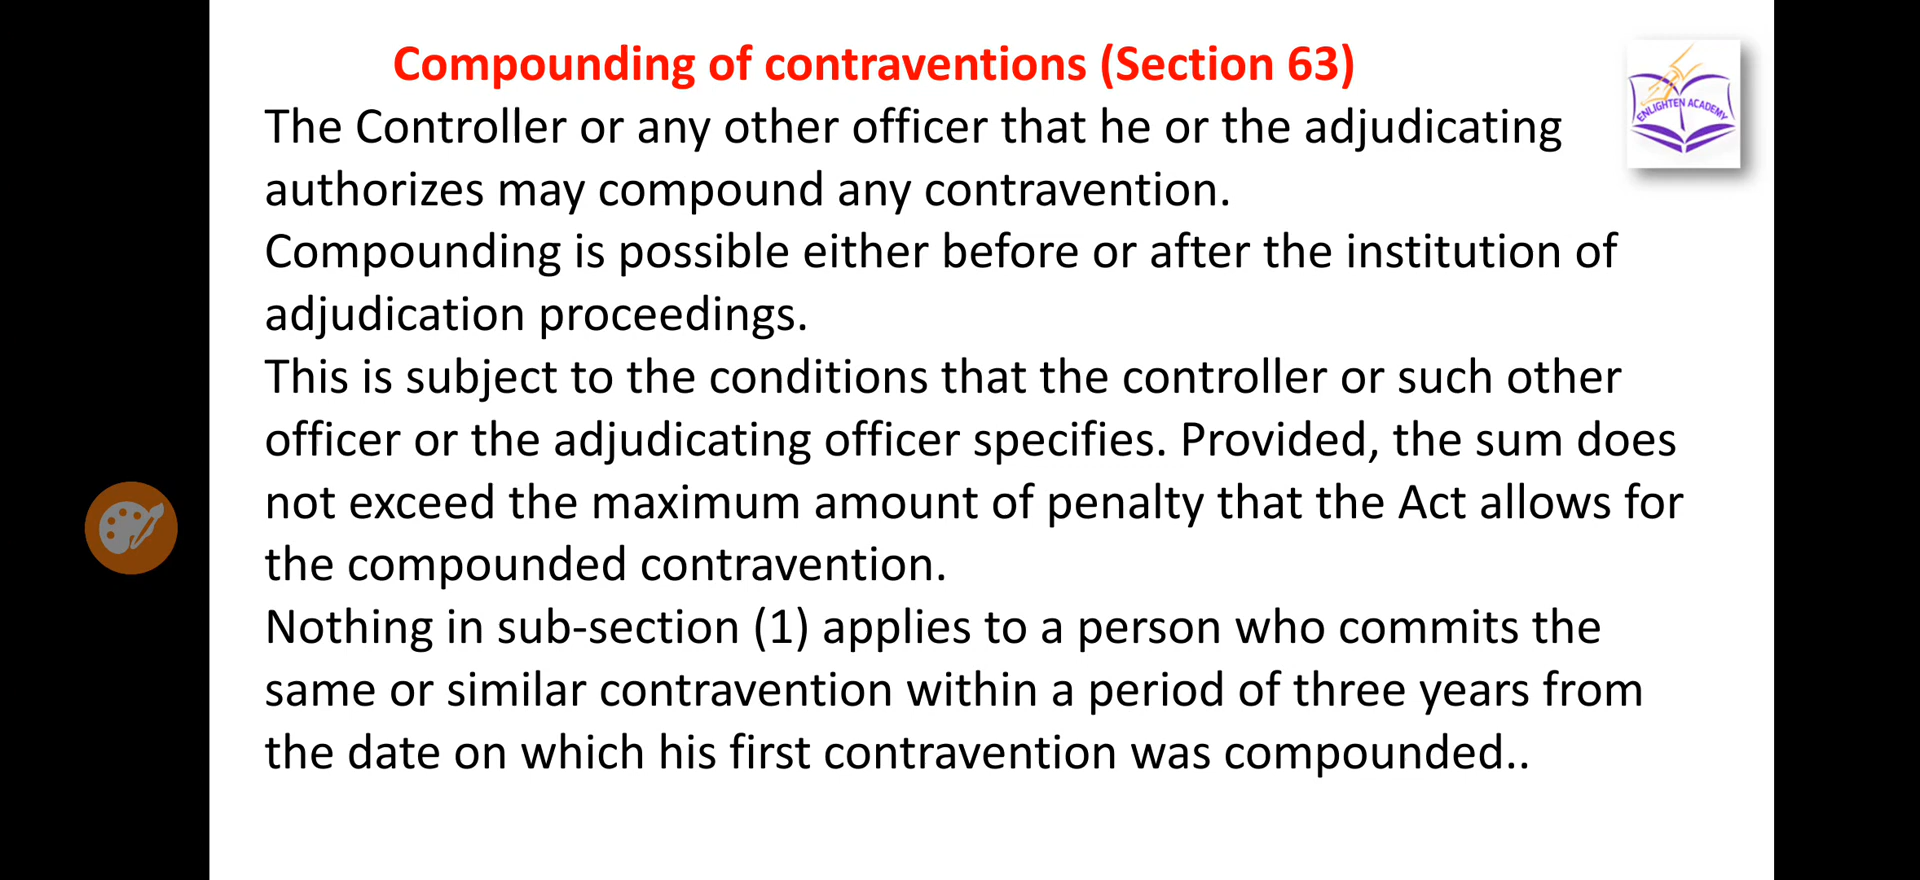 Compounding of contraventions (Section 63)
ENLIGHTEN ACADEMY
The Controller or any other officer that he or the adjudicating
authorizes may compound any contravention.
Compounding is possible either before or after the institution of
adjudication proceedings.
This is subject to the conditions that the controller or such other
officer or the adjudicating officer specifies. Provided, the sum does
not exceed the maximum amount of penalty that the Act allows for
the compounded contravention.
Nothing in sub-section (1) applies to a person who commits the
same or similar contravention within a period of three years from
the date on which his first contravention was compounded..